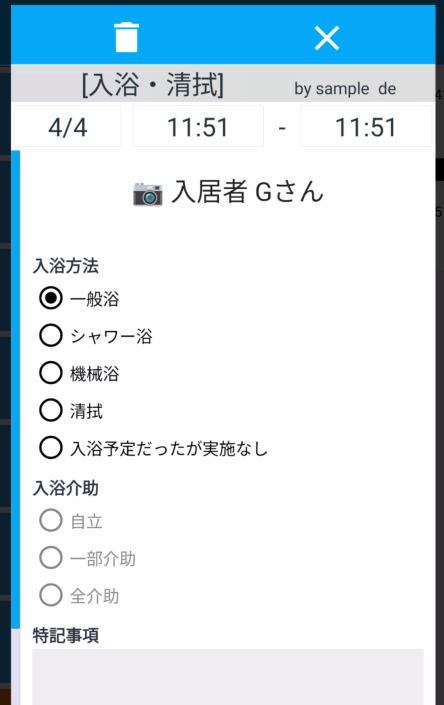 [入浴・清拭] by sample de
4/4 11:51 - 11:51
入居者 Gさん
入浴方法
一般浴
シャワー浴
機械浴
清拭
入浴予定だったが実施なし
入浴介助
自立
一部介助
全介助
特記事項